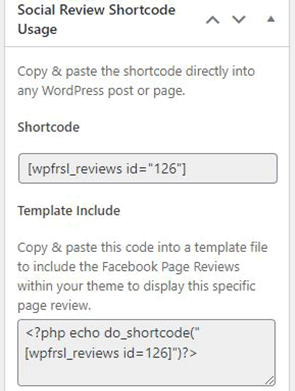 Social Review Shortcode
Usage
Copy & paste the shortcode directly into
any WordPress post or page.
Shortcode
[wpfrsl_reviews id="126"]
Template Include
Copy & paste this code into a template file
to include the Facebook Page Reviews
within your theme to display this specific
page review.
<?php echo do_shortcode("
[wpfrsl_reviews id=126]")?>